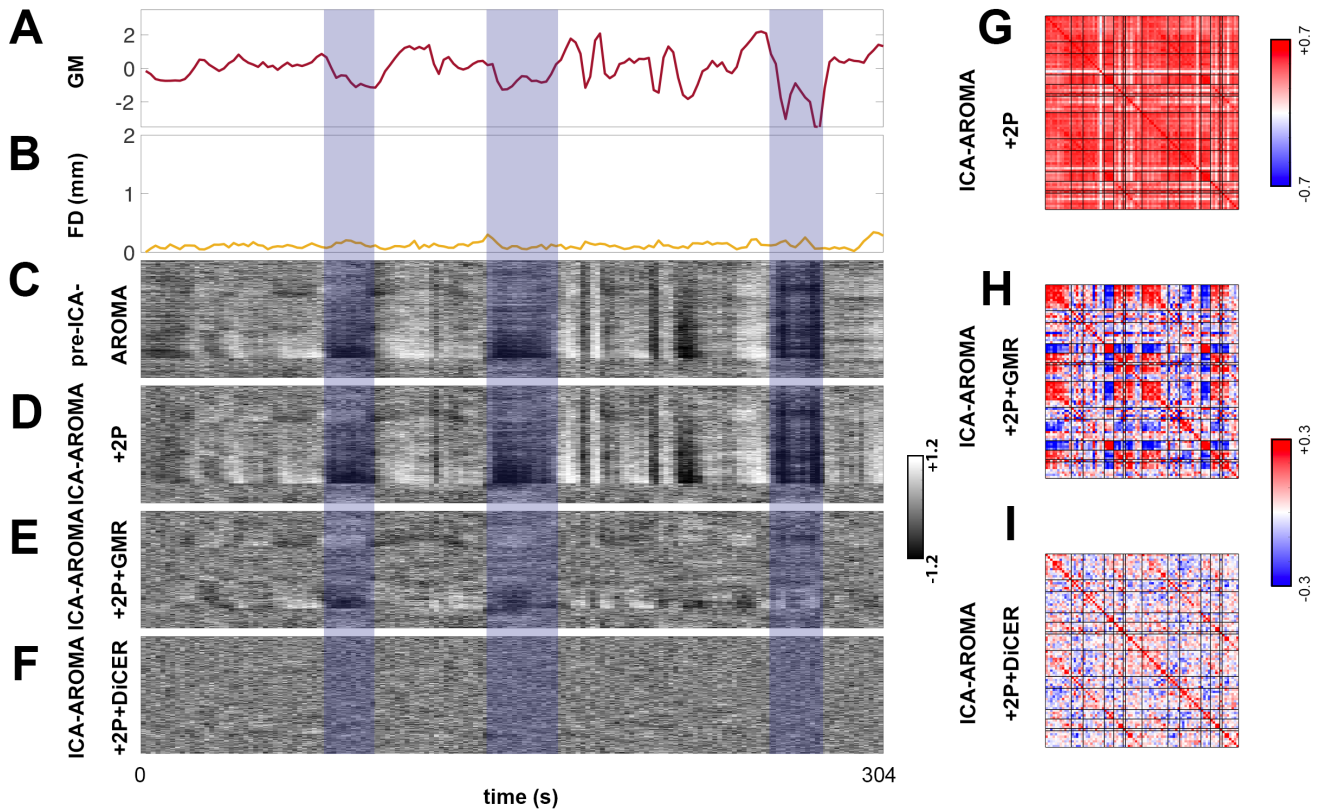 A
GM
2
0
-2
B
FD (mm)
2
1
0
C
pre-ICA-
AROMA
D
ICA-AROMA
+2P
E
ICA-AROMA
+2P+GMR
F
ICA-AROMA
+2P+DiCER
0
304
time (s)
+1.2
-1.2
G
ICA-AROMA
+2P
+0.7
-0.7
H
ICA-AROMA
+2P+GMR
I
ICA-AROMA
+2P+DiCER
+0.3
-0.3